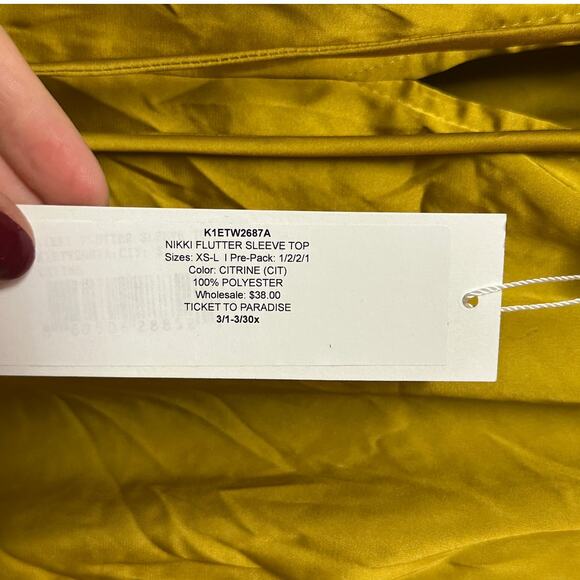 K1ETW2687A
NIKKI FLUTTER SLEEVE TOP
Sizes: XS-L I Pre-Pack: 1/2/2/1
Color: CITRINE (CIT)
100% POLYESTER
Wholesale: $38.00
TICKET TO PARADISE
3/1-3/30x